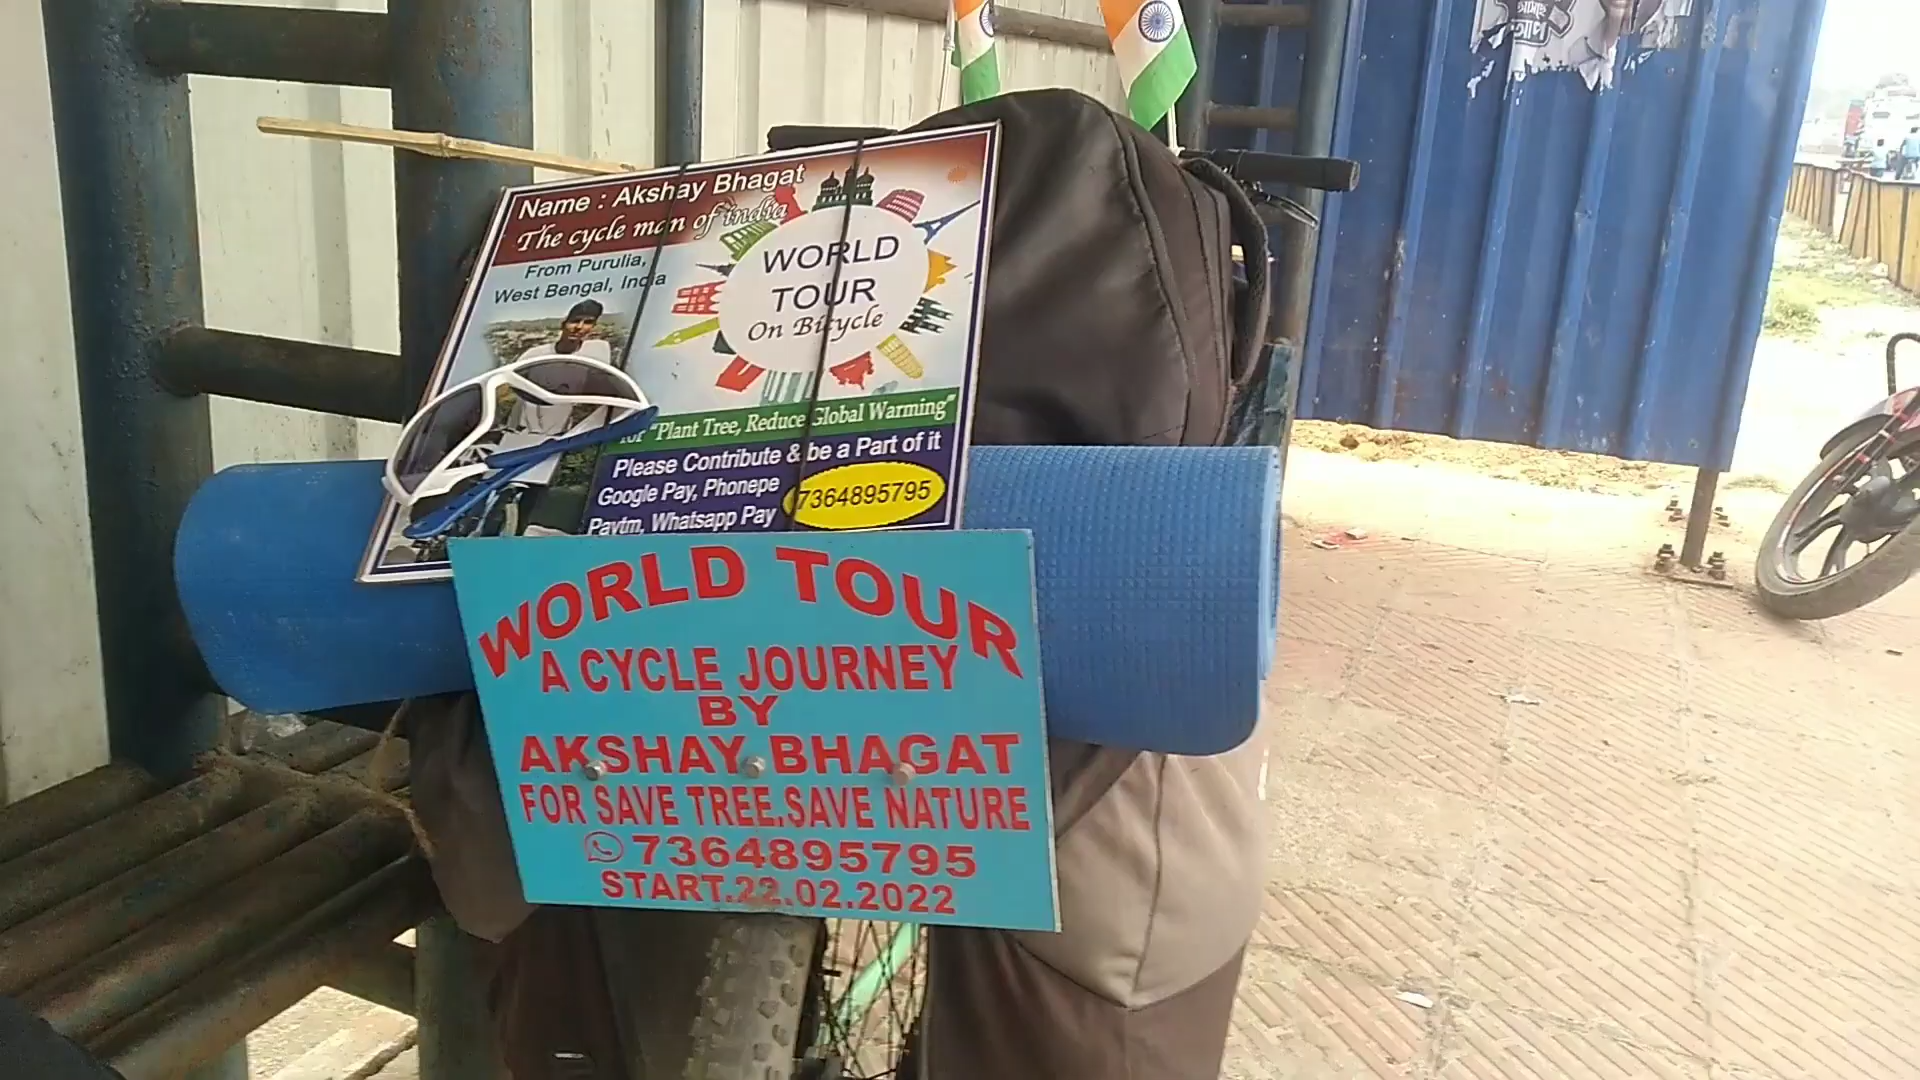 Name : Akshay Bhagat
The cycle man of india
From Purulia,
West Bengal, India
WORLD
TOUR
On Bicycle
for "Plant Tree, Reduce Global Warming"
Please Contribute & be a Part of it
Google Pay, Phonepe
Paytm, Whatsapp Pay
7364895795
WORLD TOUR
A CYCLE JOURNEY
BY
AKSHAY BHAGAT
FOR SAVE TREE,SAVE NATURE
7364895795
START.22.02.2022